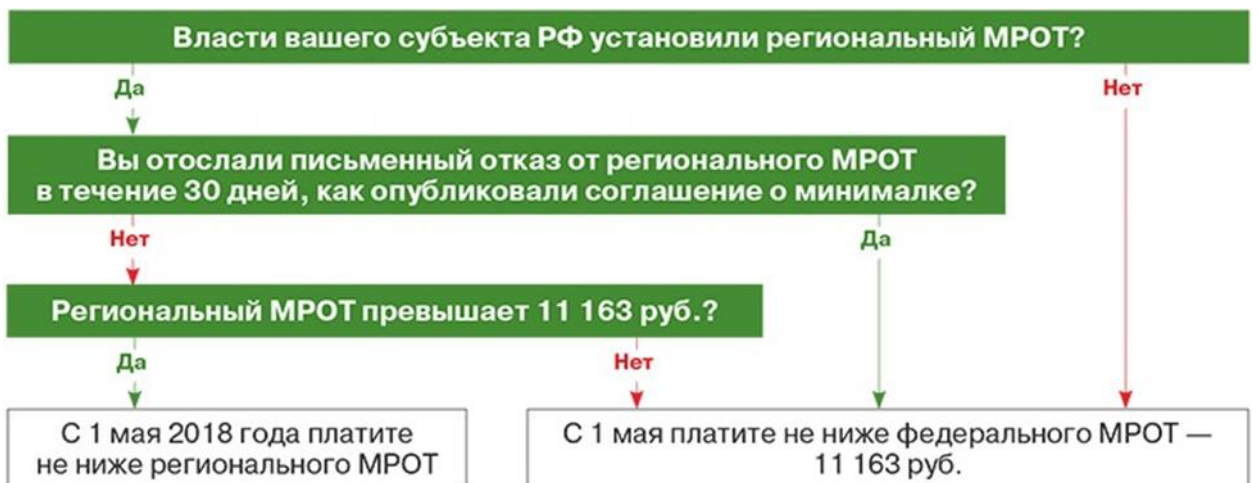 Власти вашего субъекта РФ установили региональный МРОТ?
Да
Нет
Вы отослали письменный отказ от регионального МРОТ
в течение 30 дней, как опубликовали соглашение о минималке?
Нет
Да
Региональный МРОТ превышает 11 163 руб.?
Да
Нет
С 1 мая 2018 года платите
не ниже регионального МРОТ
С 1 мая платите не ниже федерального МРОТ —
11 163 руб.